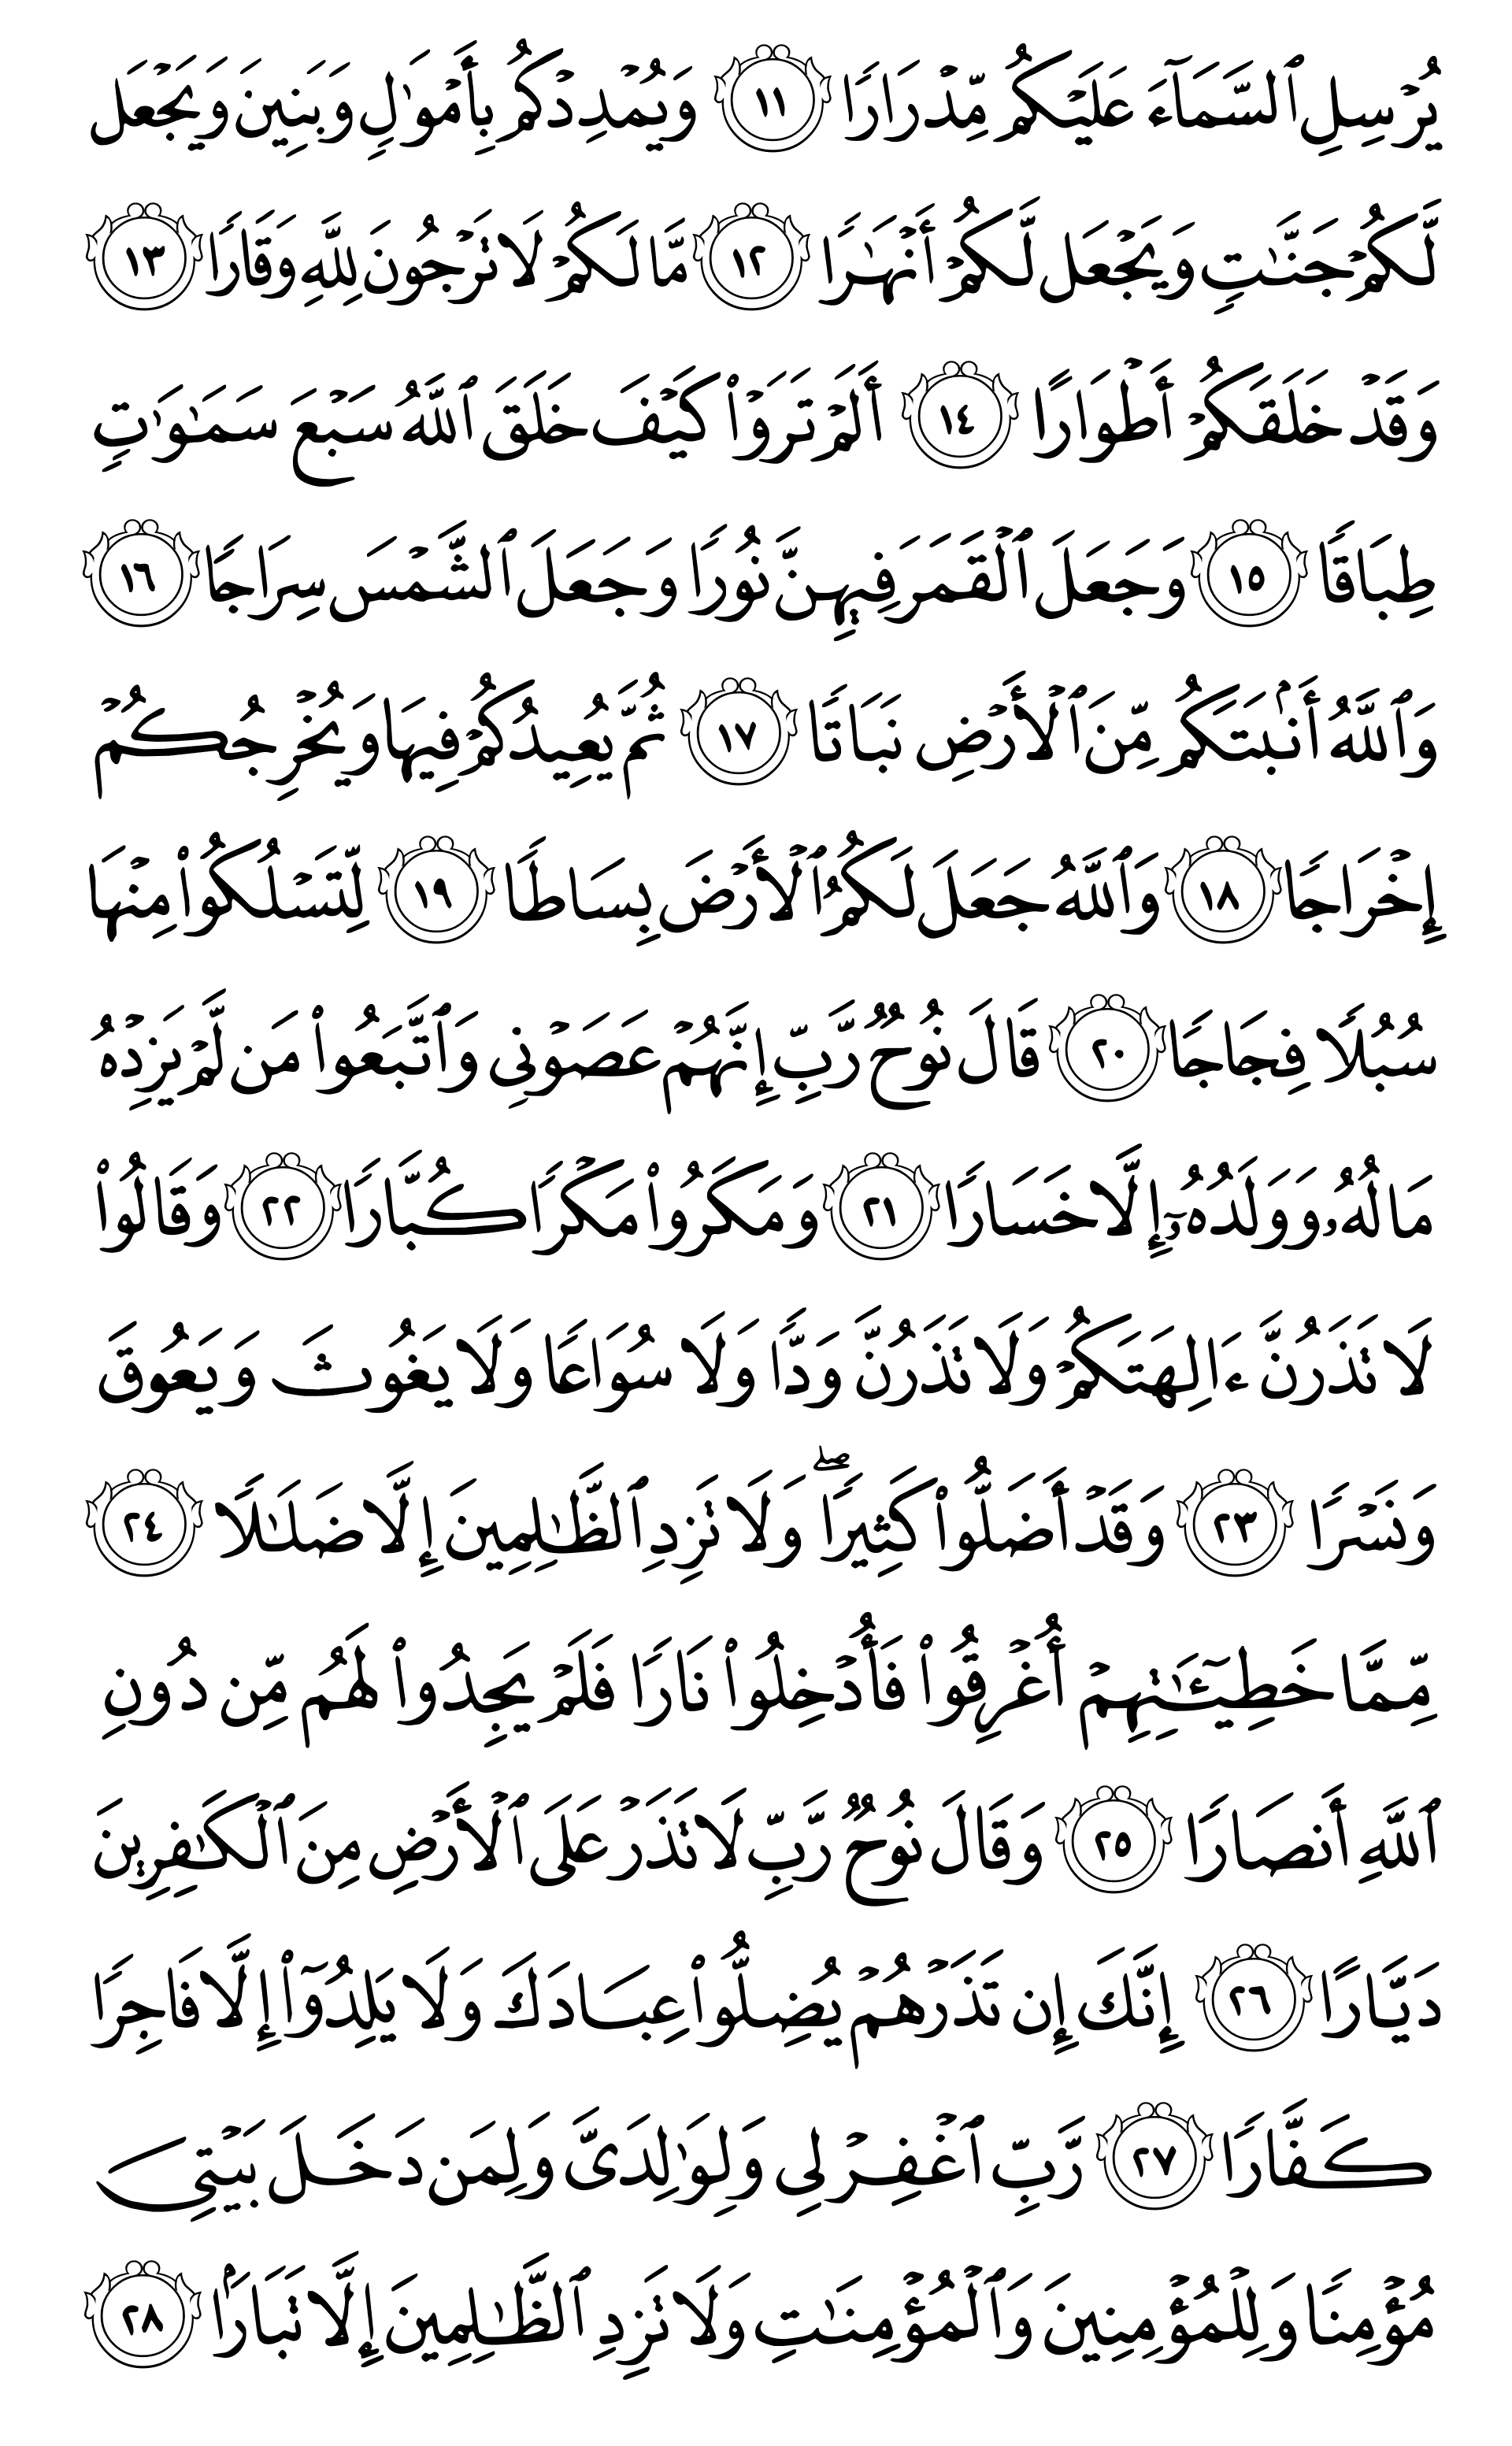 يُرْسِلِ ٱلسَّمَآءَ عَلَيْكُم مِّدْرَارًا ١١ وَيُمْدِدْكُم بِأَمْوَٰلٍ وَبَنِينَ وَيَجْعَل
لَّكُمْ جَنَّٰتٍ وَيَجْعَل لَّكُمْ أَنْهَٰرًا ١٢ مَّا لَكُمْ لَا تَرْجُونَ لِلَّهِ وَقَارًا ١٣
وَقَدْ خَلَقَكُمْ أَطْوَارًا ١٤ أَلَمْ تَرَوْا۟ كَيْفَ خَلَقَ ٱللَّهُ سَبْعَ سَمَٰوَٰتٍ
طِبَاقًا ١٥ وَجَعَلَ ٱلْقَمَرَ فِيهِنَّ نُورًا وَجَعَلَ ٱلشَّمْسَ سِرَاجًا ١٦
وَٱللَّهُ أَنۢبَتَكُم مِّنَ ٱلْأَرْضِ نَبَاتًا ١٧ ثُمَّ يُعِيدُكُمْ فِيهَا وَيُخْرِجُكُمْ
إِخْرَاجًا ١٨ وَٱللَّهُ جَعَلَ لَكُمُ ٱلْأَرْضَ بِسَاطًا ١٩ لِّتَسْلُكُوا۟ مِنْهَا
سُبُلًا فِجَاجًا ٢٠ قَالَ نُوحٌ رَّبِّ إِنَّهُمْ عَصَوْنِى وَٱتَّبَعُوا۟ مَن لَّمْ يَزِدْهُ
مَالُهُۥ وَوَلَدُهُۥٓ إِلَّا خَسَارًا ٢١ وَمَكَرُوا۟ مَكْرًا كُبَّارًا ٢٢ وَقَالُوا۟
لَا تَذَرُنَّ ءَالِهَتَكُمْ وَلَا تَذَرُنَّ وَدًّا وَلَا سُوَاعًا وَلَا يَغُوثَ وَيَعُوقَ
وَنَسْرًا ٢٣ وَقَدْ أَضَلُّوا۟ كَثِيرًا ۖ وَلَا تَزِدِ ٱلظَّٰلِمِينَ إِلَّا ضَلَٰلًا ٢٤
مِّمَّا خَطِيٓـَٰٔتِهِمْ أُغْرِقُوا۟ فَأُدْخِلُوا۟ نَارًا فَلَمْ يَجِدُوا۟ لَهُم مِّن دُونِ
ٱللَّهِ أَنصَارًا ٢٥ وَقَالَ نُوحٌ رَّبِّ لَا تَذَرْ عَلَى ٱلْأَرْضِ مِنَ ٱلْكَٰفِرِينَ
دَيَّارًا ٢٦ إِنَّكَ إِن تَذَرْهُمْ يُضِلُّوا۟ عِبَادَكَ وَلَا يَلِدُوٓا۟ إِلَّا فَاجِرًا
كَفَّارًا ٢٧ رَّبِّ ٱغْفِرْ لِى وَلِوَٰلِدَىَّ وَلِمَن دَخَلَ بَيْتِىَ
مُؤْمِنًا وَلِلْمُؤْمِنِينَ وَٱلْمُؤْمِنَٰتِ وَلَا تَزِدِ ٱلظَّٰلِمِينَ إِلَّا تَبَارًۢا ٢٨